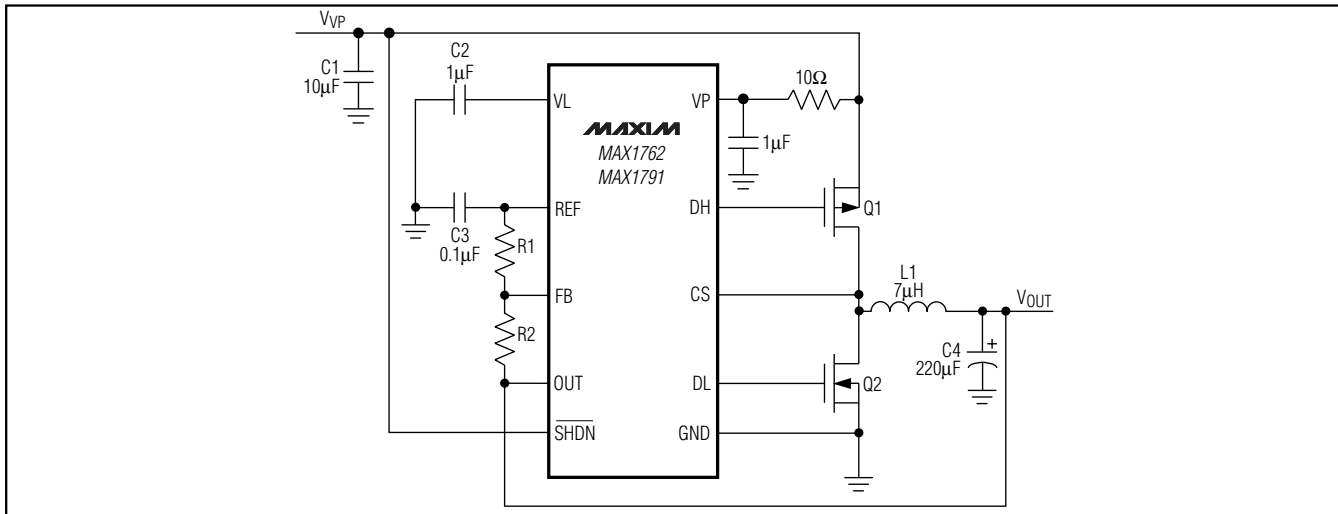 VVP
C1
10µF
C2
1µF
VL
VP
10Ω
1µF
MAXIM
MAX1762
MAX1791
REF
C3
0.1µF
R1
DH
Q1
FB
CS
L1
7µH
VOUT
R2
C4
220µF
+
OUT
DL
Q2
SHDN
GND